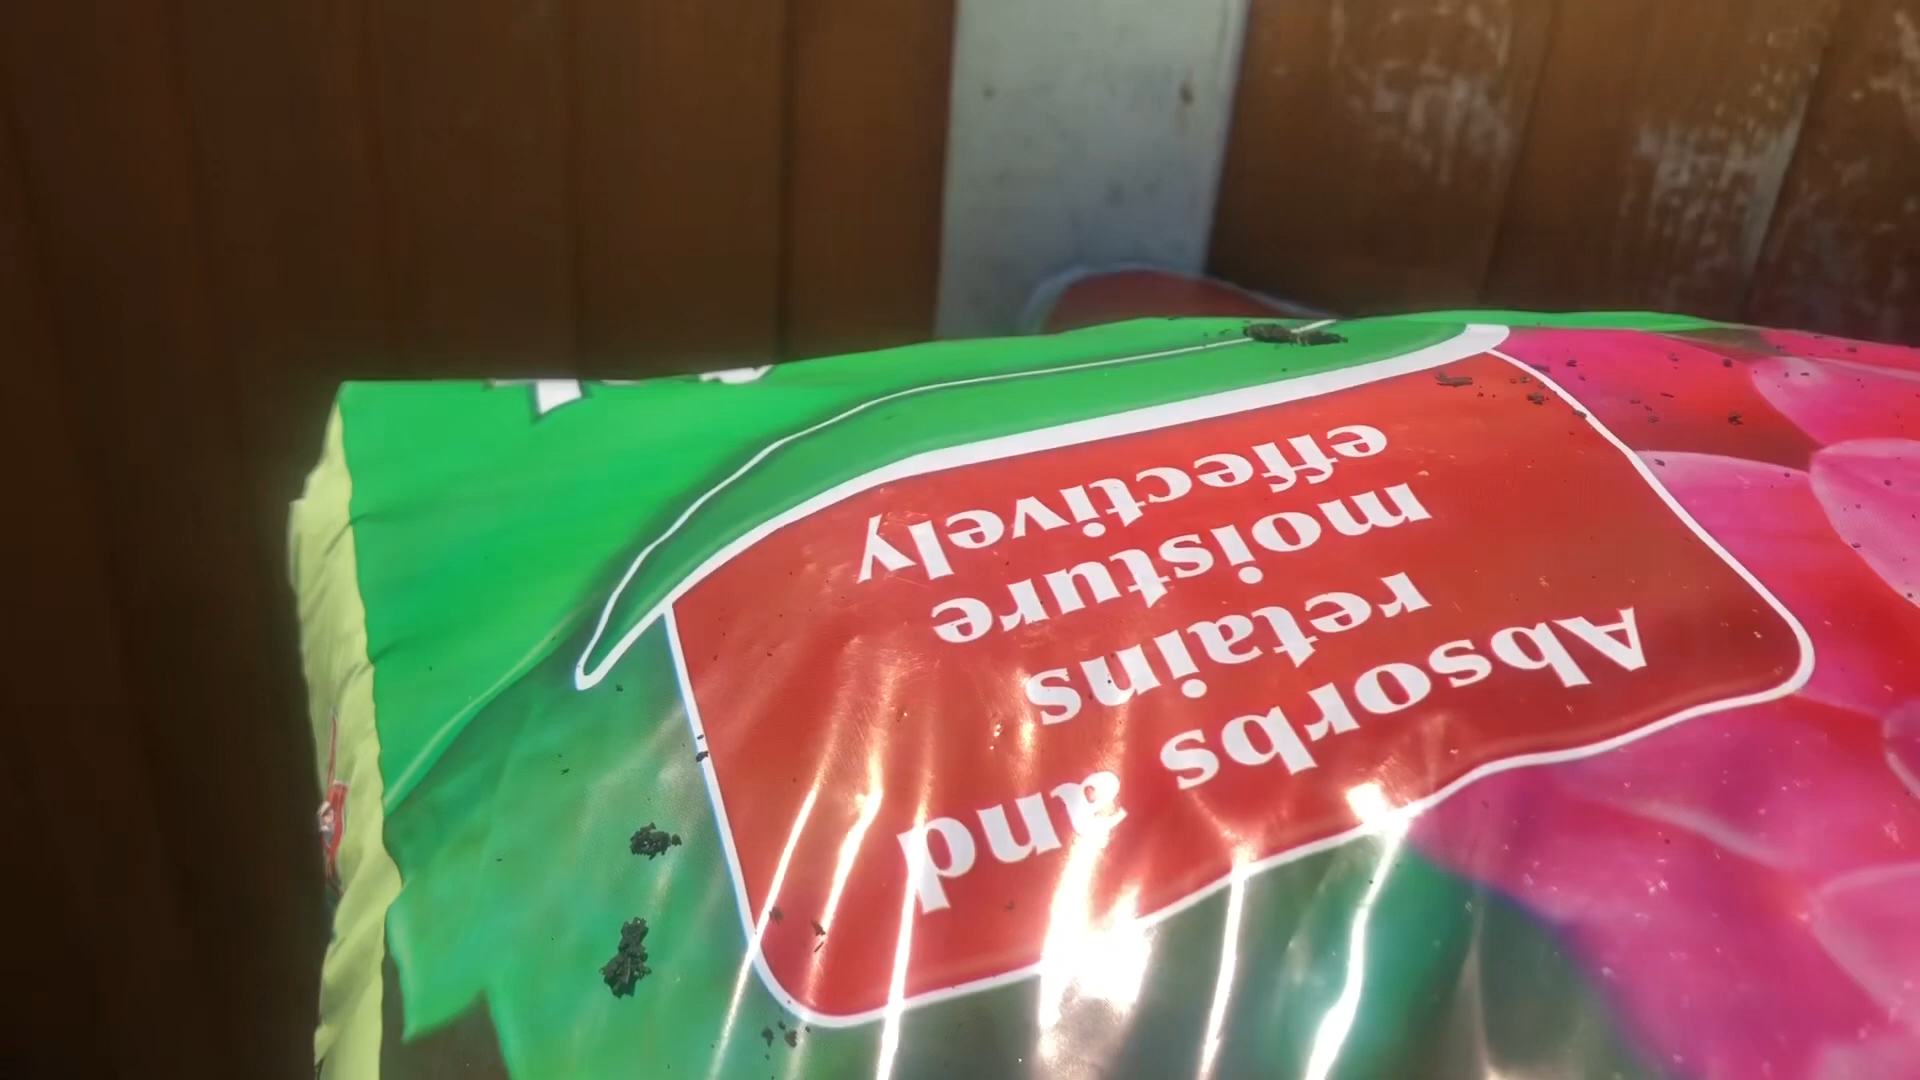 Absorbs and
retains
moisture
effectively